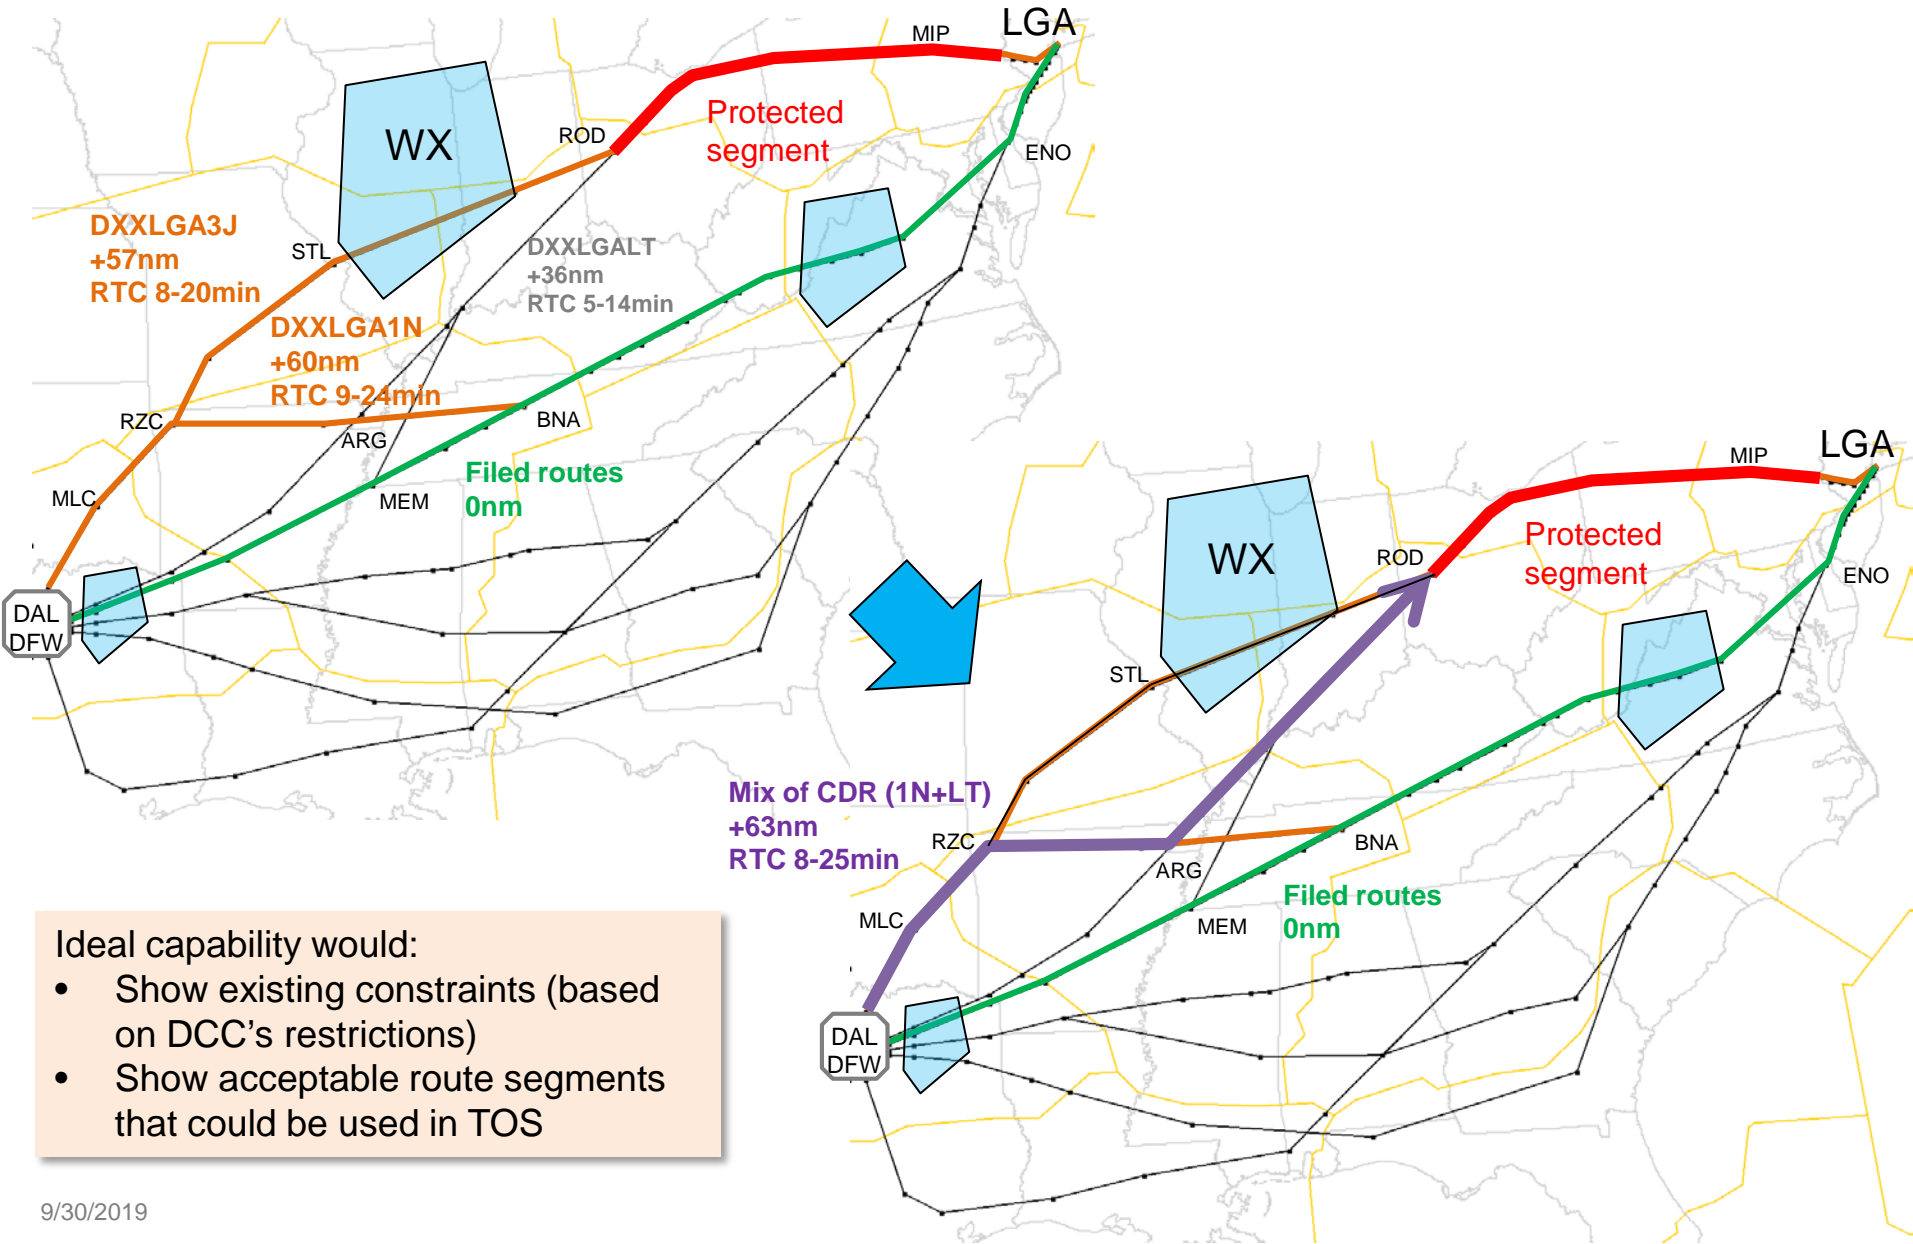 LGA
MIP
ROD
Protected
segment
WX
ENO
DXXLGA3J
+57nm
RTC 8-20min
STL
DXXLGALT
+36nm
RTC 5-14min
DXXLGA1N
+60nm
RTC 9-24min
RZC
ARG
BNA
MLC
MEM
Filed routes
0nm
DAL
DFW
LGA
MIP
ROD
Protected
segment
WX
ENO
STL
Mix of CDR (1N+LT)
+63nm
RTC 8-25min
RZC
ARG
BNA
MLC
MEM
Filed routes
0nm
DAL
DFW
Ideal capability would:
• Show existing constraints (based
on DCC’s restrictions)
• Show acceptable route segments
that could be used in TOS
9/30/2019